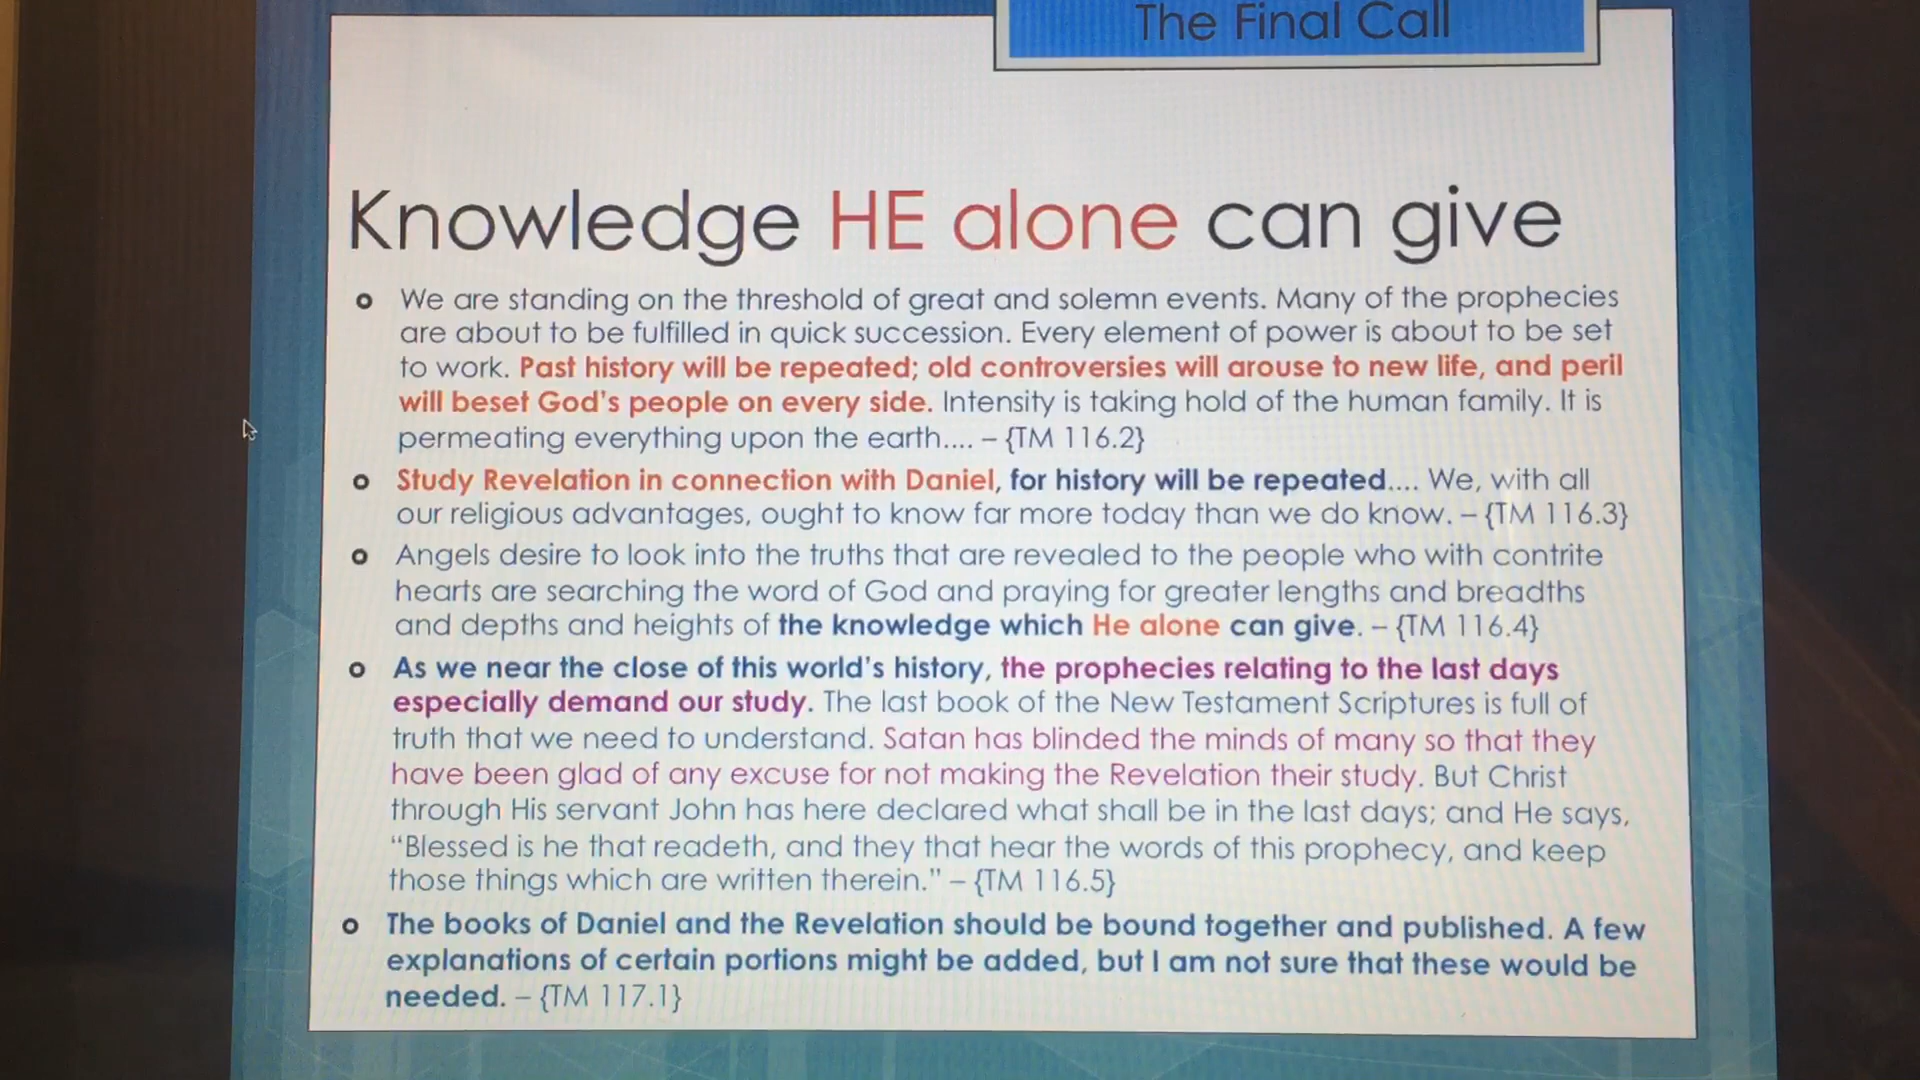 The Final Call
Knowledge HE alone can give
We are standing on the threshold of great and solemn events. Many of the prophecies
are about to be fulfilled in quick succession. Every element of power is about to be set
to work. Past history will be repeated; old controversies will arouse to new life, and peril
will beset God's people on every side. Intensity is taking hold of the human family. It is
permeating everything upon the earth.... – {TM 116.2}
Study Revelation in connection with Daniel, for history will be repeated.... We, with all
our religious advantages, ought to know far more today than we do know. – {TM 116.3}
Angels desire to look into the truths that are revealed to the people who with contrite
hearts are searching the word of God and praying for greater lengths and breadths
and depths and heights of the knowledge which He alone can give. – {TM 116.4}
As we near the close of this world's history, the prophecies relating to the last days
especially demand our study. The last book of the New Testament Scriptures is full of
truth that we need to understand. Satan has blinded the minds of many so that they
have been glad of any excuse for not making the Revelation their study. But Christ
through His servant John has here declared what shall be in the last days; and He says,
“Blessed is he that readeth, and they that hear the words of this prophecy, and keep
those things which are written therein.” – {TM 116.5}
The books of Daniel and the Revelation should be bound together and published. A few
explanations of certain portions might be added, but I am not sure that these would be
needed. – {TM 117.1}